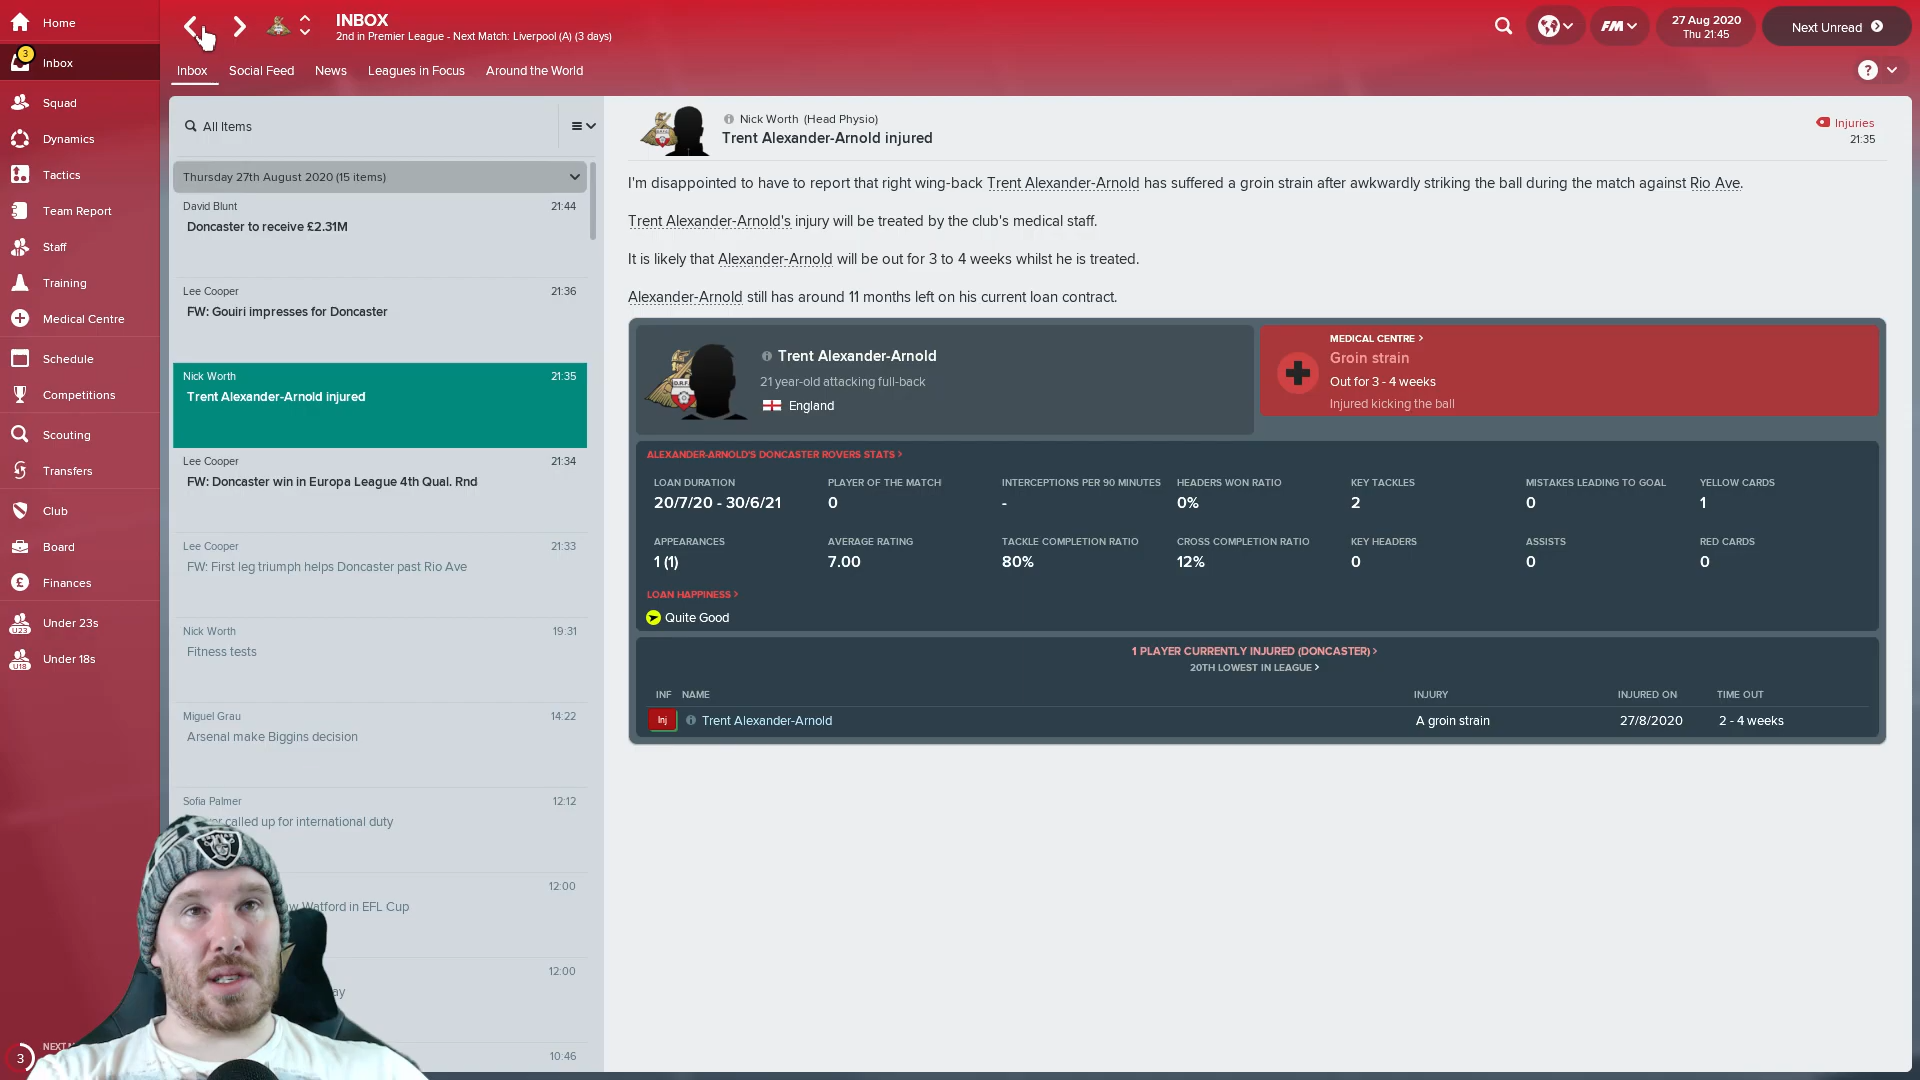 Home
3
Inbox
Squad
Dynamics
Tactics
Team Report
Staff
Training
Medical Centre
Schedule
Competitions
Scouting
Transfers
Club
Board
Finances
U23
Under 23s
U18
Under 18s
3
INBOX
2nd in Premier League - Next Match: Liverpool (A) (3 days)
FM
27 Aug 2020
Thu 21:45
Next Unread
Inbox
Social Feed
News
Leagues in Focus
Around the World
?
All Items
Thursday 27th August 2020 (15 items)
David Blunt 21:44
Doncaster to receive £2.31M
Lee Cooper 21:36
FW: Gouiri impresses for Doncaster
Nick Worth 21:35
Trent Alexander-Arnold injured
Lee Cooper 21:34
FW: Doncaster win in Europa League 4th Qual. Rnd
Lee Cooper 21:33
FW: First leg triumph helps Doncaster past Rio Ave
Nick Worth 19:31
Fitness tests
Miguel Grau 14:22
Arsenal make Biggins decision
Sofia Palmer 12:12
called up for international duty
12:00
Watford in EFL Cup
12:00
10:46
Nick Worth (Head Physio)
Trent Alexander-Arnold injured
Injuries
21:35
I'm disappointed to have to report that right wing-back Trent Alexander-Arnold has suffered a groin strain after awkwardly striking the ball during the match against Rio Ave.
Trent Alexander-Arnold's injury will be treated by the club's medical staff.
It is likely that Alexander-Arnold will be out for 3 to 4 weeks whilst he is treated.
Alexander-Arnold still has around 11 months left on his current loan contract.
Trent Alexander-Arnold
21 year-old attacking full-back
England
MEDICAL CENTRE >
Groin strain
Out for 3 - 4 weeks
Injured kicking the ball
ALEXANDER-ARNOLD'S DONCASTER ROVERS STATS >
LOAN DURATION PLAYER OF THE MATCH INTERCEPTIONS PER 90 MINUTES HEADERS WON RATIO KEY TACKLES MISTAKES LEADING TO GOAL YELLOW CARDS
20/7/20 - 30/6/21 0 - 0% 2 0 1
APPEARANCES AVERAGE RATING TACKLE COMPLETION RATIO CROSS COMPLETION RATIO KEY HEADERS ASSISTS RED CARDS
1 (1) 7.00 80% 12% 0 0 0
LOAN HAPPINESS >
Quite Good
1 PLAYER CURRENTLY INJURED (DONCASTER) >
20TH LOWEST IN LEAGUE >
INF NAME INJURY INJURED ON TIME OUT
Inj Trent Alexander-Arnold A groin strain 27/8/2020 2 - 4 weeks